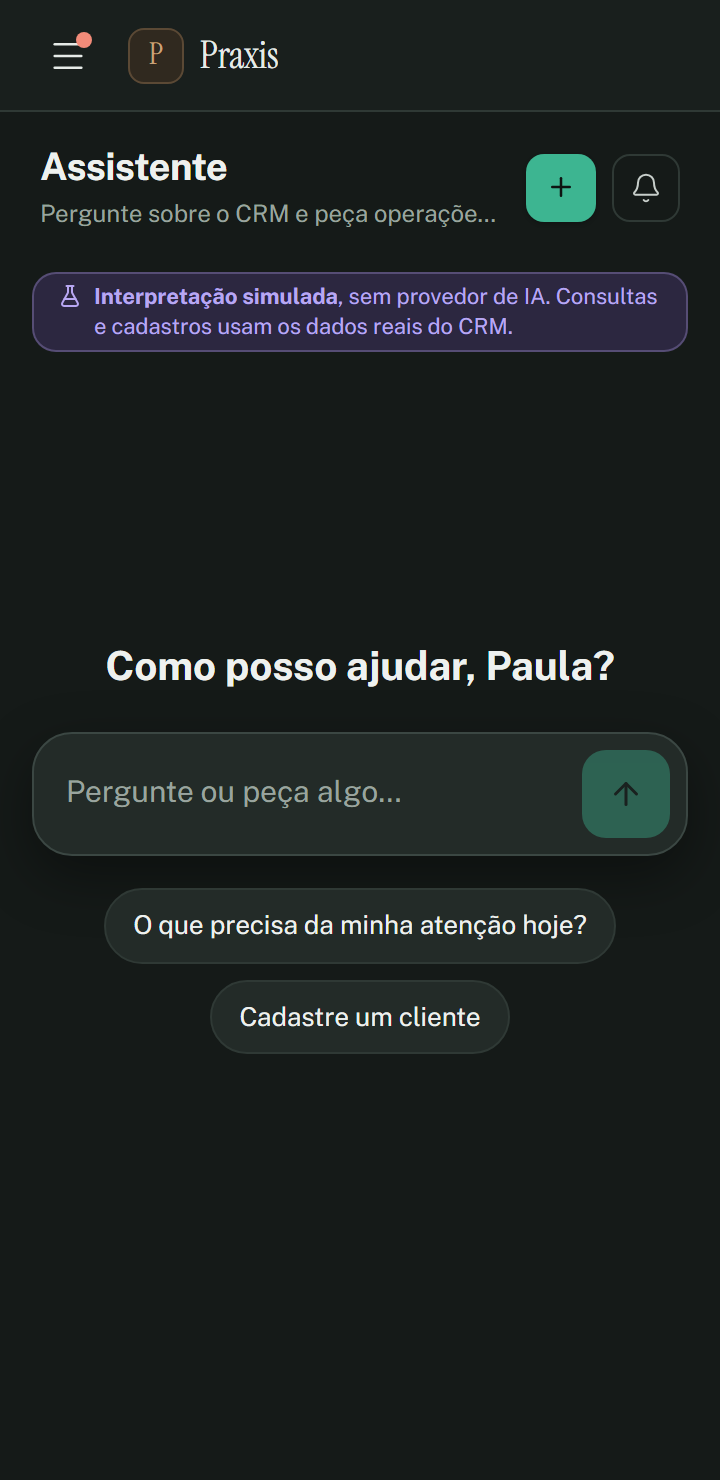 P Praxis
Assistente
Pergunte sobre o CRM e peça operaçõe...
Interpretação simulada, sem provedor de IA. Consultas
e cadastros usam os dados reais do CRM.
Como posso ajudar, Paula?
Pergunte ou peça algo...
O que precisa da minha atenção hoje?
Cadastre um cliente